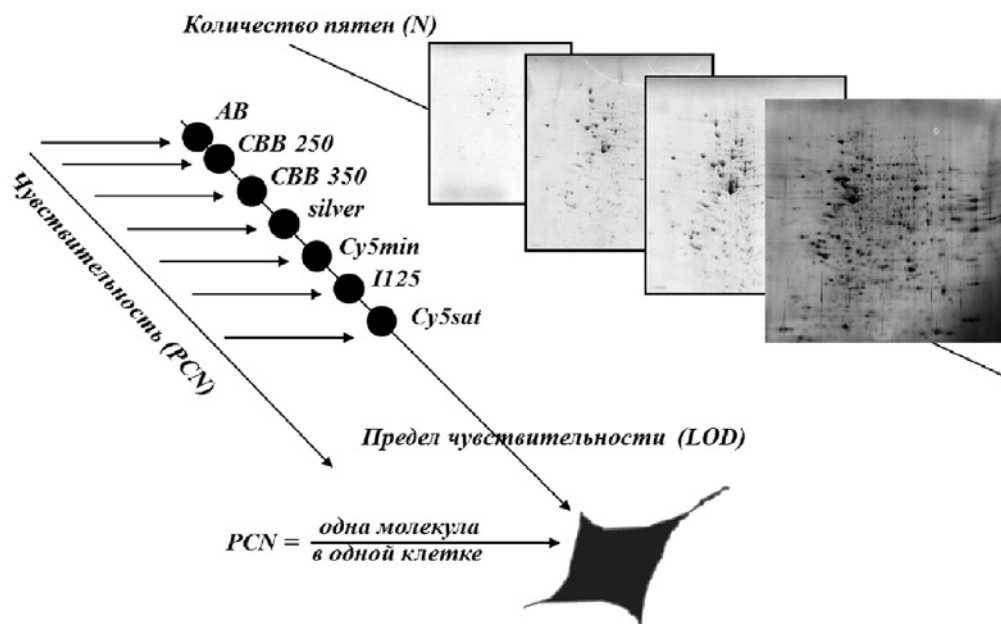 Количество пятен (N)
AB
CBB 250
CBB 350
silver
Cy5min
I125
Cy5sat
Чувствительность (PCN)
Предел чувствительности (LOD)
PCN = одна молекула
в одной клетке